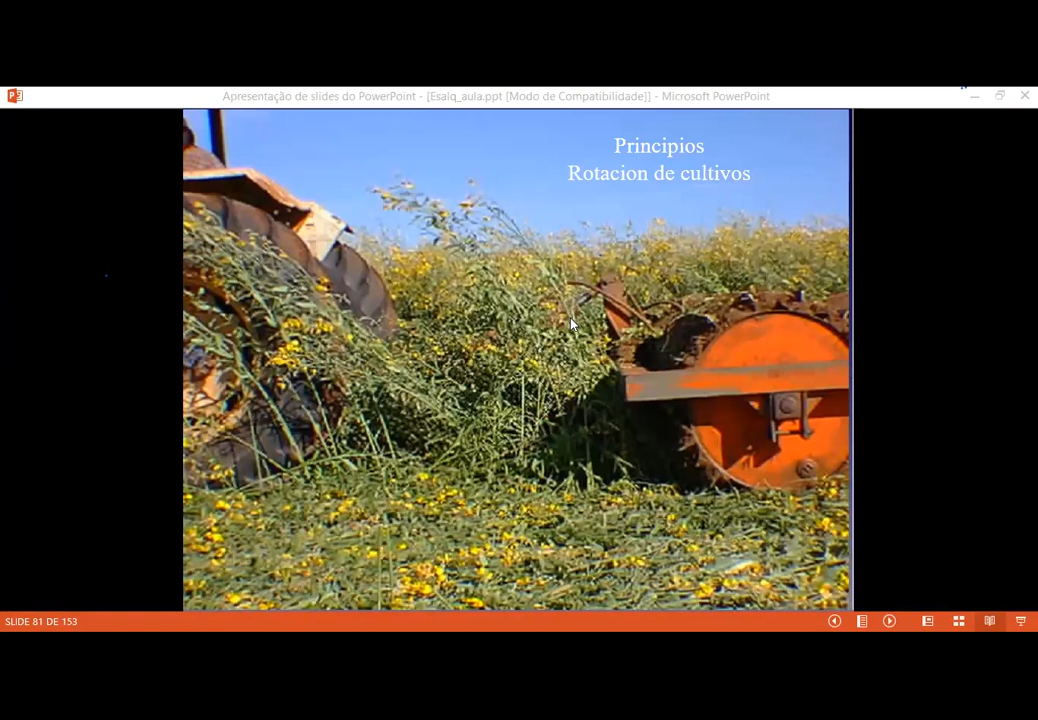 Apresentação de slides do PowerPoint - [Esalq_aula.ppt [Modo de Compatibilidade]] - Microsoft PowerPoint
Principios
Rotacion de cultivos
SLIDE 81 DE 153